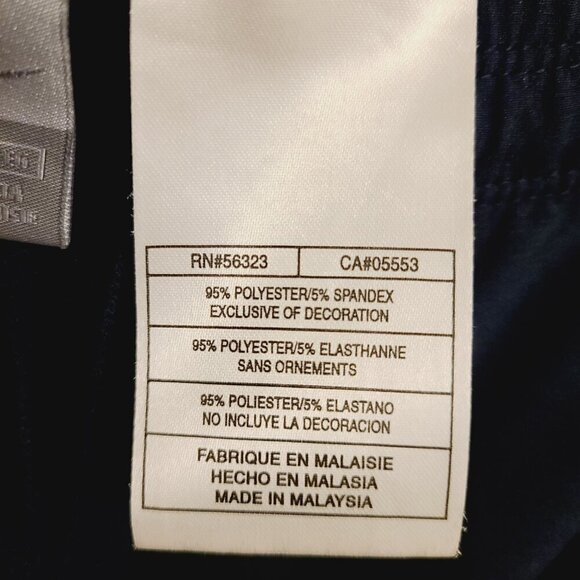 RN#56323 CA#05553
95% POLYESTER/5% SPANDEX
EXCLUSIVE OF DECORATION
95% POLYESTER/5% ELASTHANNE
SANS ORNEMENTS
95% POLIESTER/5% ELASTANO
NO INCLUYE LA DECORACION
FABRIQUE EN MALAISIE
HECHO EN MALASIA
MADE IN MALAYSIA